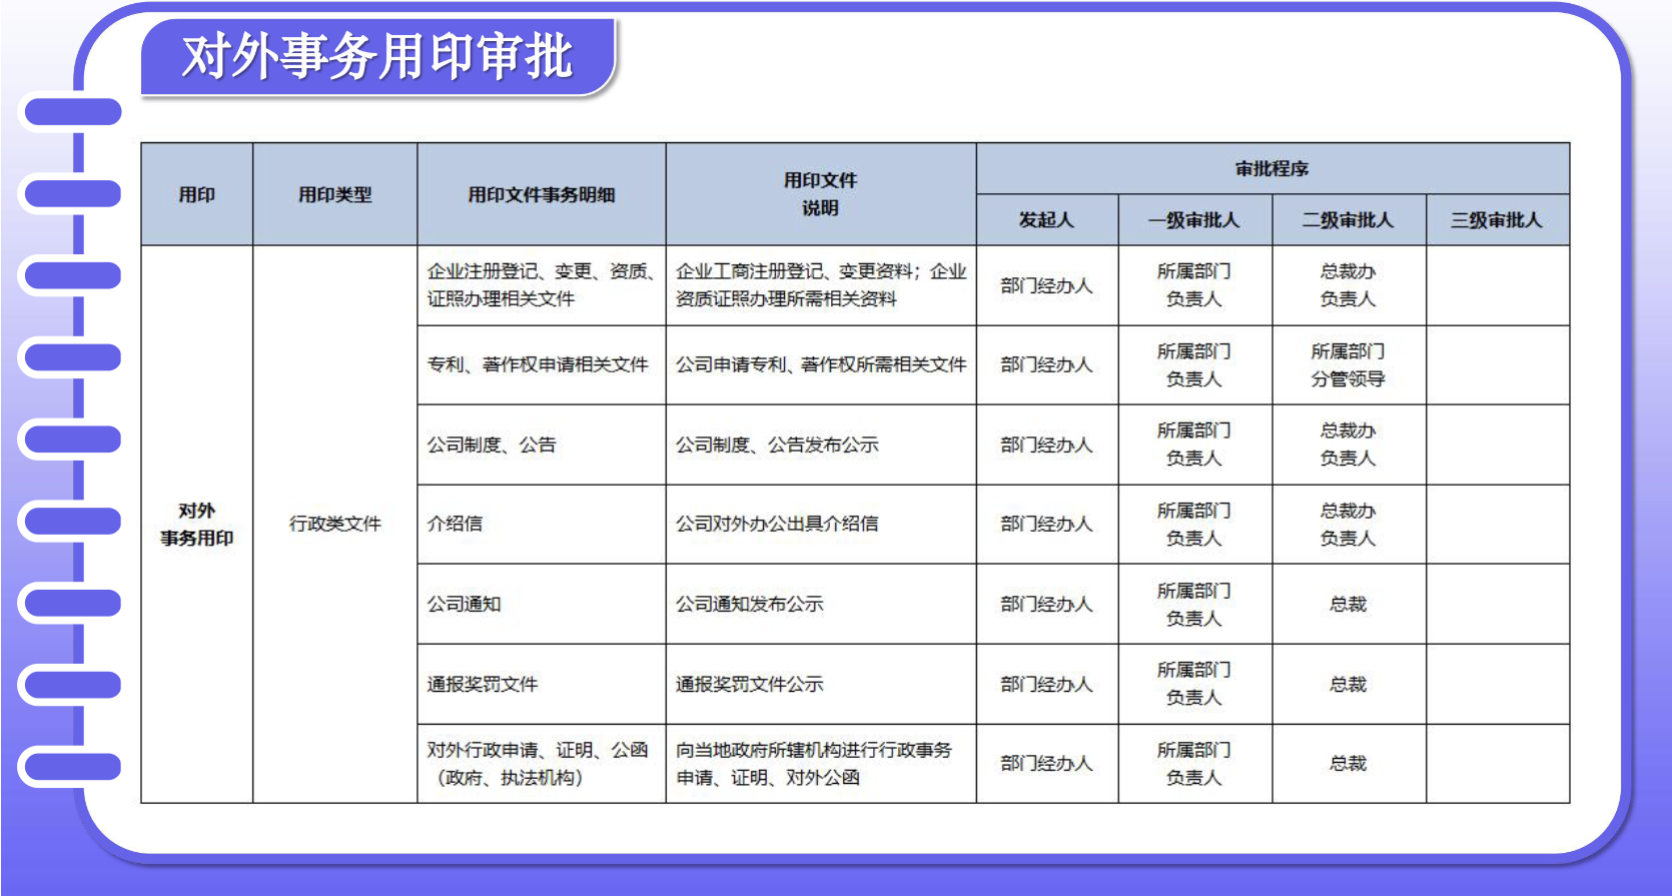 对外事务用印审批
用印
用印类型
用印文件事务明细
用印文件
说明
审批程序
发起人
一级审批人
二级审批人
三级审批人
对外
事务用印
行政类文件
企业注册登记、变更、资质、
证照办理相关文件
企业工商注册登记、变更资料；企业
资质证照办理所需相关资料
部门经办人
所属部门
负责人
总裁办
负责人
专利、著作权申请相关文件
公司申请专利、著作权所需相关文件
部门经办人
所属部门
负责人
所属部门
分管领导
公司制度、公告
公司制度、公告发布公示
部门经办人
所属部门
负责人
总裁办
负责人
介绍信
公司对外办公出具介绍信
部门经办人
所属部门
负责人
总裁办
负责人
公司通知
公司通知发布公示
部门经办人
所属部门
负责人
总裁
通报奖罚文件
通报奖罚文件公示
部门经办人
所属部门
负责人
总裁
对外行政申请、证明、公函
（政府、执法机构）
向当地政府所辖机构进行行政事务
申请、证明、对外公函
部门经办人
所属部门
负责人
总裁